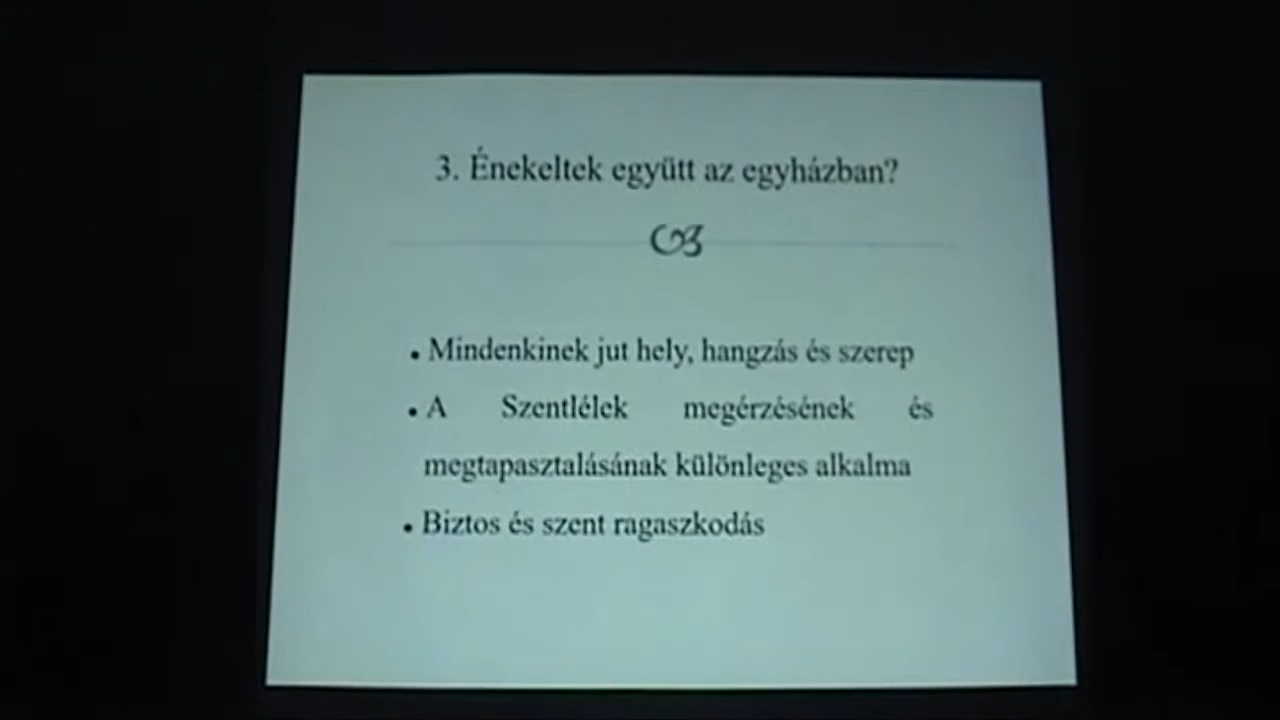 3. Énekeltek együtt az egyházban?
• Mindenkinek jut hely, hangzás és szerep
• A Szentlélek megérzésének és
megtapasztalásának különleges alkalma
• Biztos és szent ragaszkodás